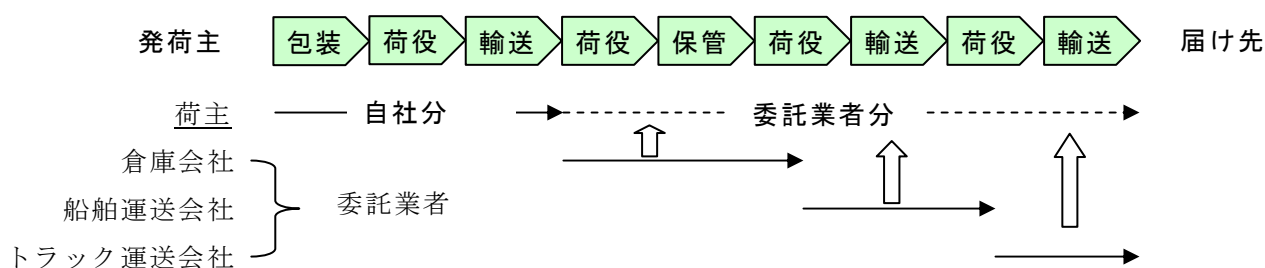 発荷主 包装 荷役 輸送 荷役 保管 荷役 輸送 荷役 輸送 届け先
荷主 自社分 委託業者分
倉庫会社
船舶運送会社 委託業者
トラック運送会社